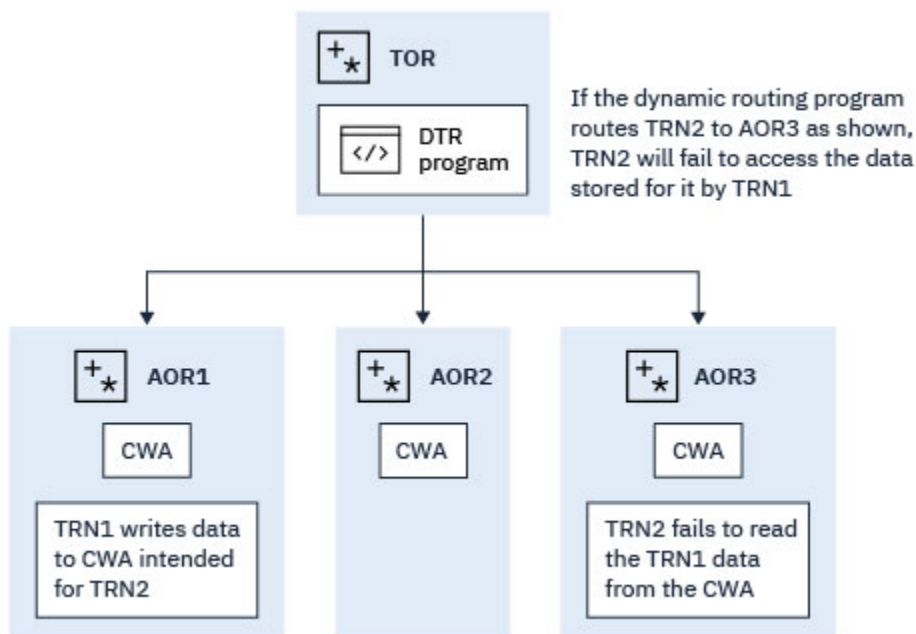 TOR
DTR
program
</>
If the dynamic routing program
routes TRN2 to AOR3 as shown,
TRN2 will fail to access the data
stored for it by TRN1
AOR1
CWA
TRN1 writes data
to CWA intended
for TRN2
AOR2
CWA
AOR3
CWA
TRN2 fails to read
the TRN1 data
from the CWA